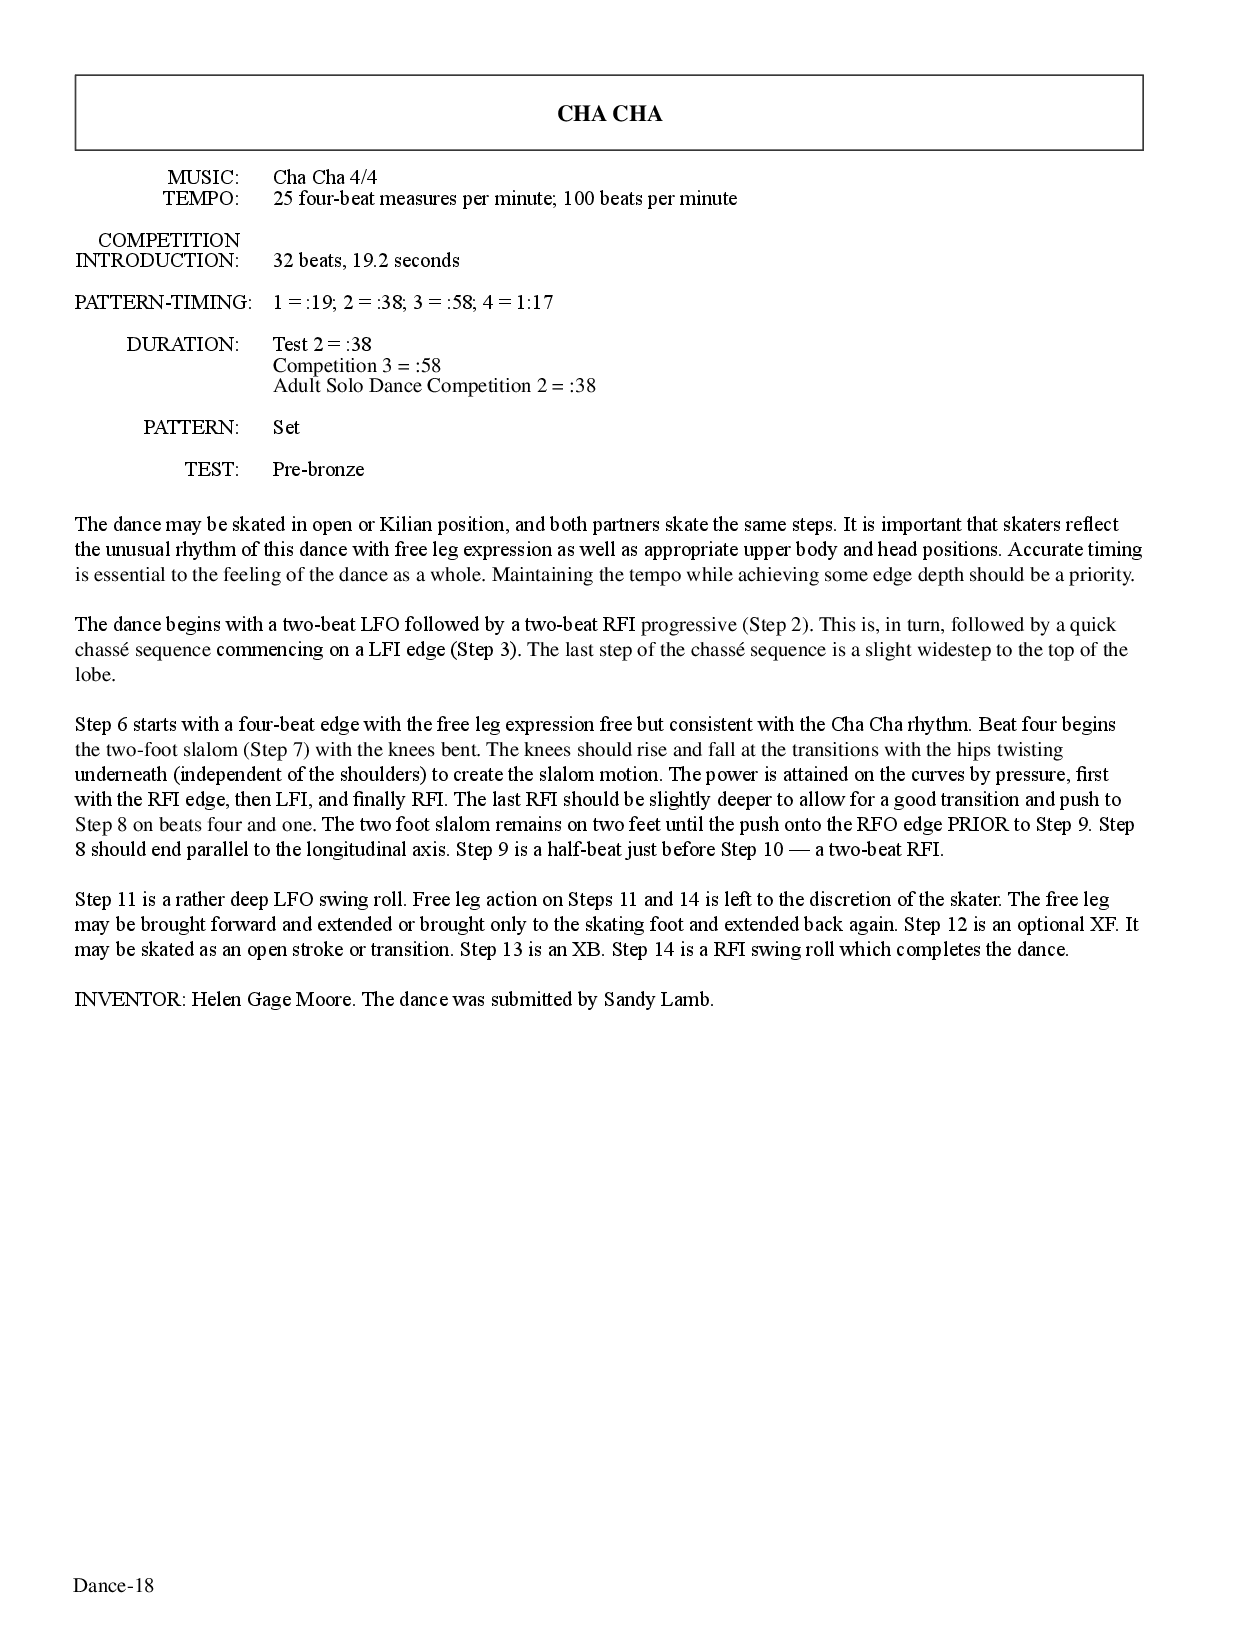 CHA CHA
MUSIC: Cha Cha 4/4
TEMPO: 25 four-beat measures per minute; 100 beats per minute
COMPETITION
INTRODUCTION: 32 beats, 19.2 seconds
PATTERN-TIMING: 1 = :19; 2 = :38; 3 = :58; 4 = 1:17
DURATION: Test 2 = :38
Competition 3 = :58
Adult Solo Dance Competition 2 = :38
PATTERN: Set
TEST: Pre-bronze
The dance may be skated in open or Kilian position, and both partners skate the same steps. It is important that skaters reflect
the unusual rhythm of this dance with free leg expression as well as appropriate upper body and head positions. Accurate timing
is essential to the feeling of the dance as a whole. Maintaining the tempo while achieving some edge depth should be a priority.
The dance begins with a two-beat LFO followed by a two-beat RFI progressive (Step 2). This is, in turn, followed by a quick
chassé sequence commencing on a LFI edge (Step 3). The last step of the chassé sequence is a slight widestep to the top of the
lobe.
Step 6 starts with a four-beat edge with the free leg expression free but consistent with the Cha Cha rhythm. Beat four begins
the two-foot slalom (Step 7) with the knees bent. The knees should rise and fall at the transitions with the hips twisting
underneath (independent of the shoulders) to create the slalom motion. The power is attained on the curves by pressure, first
with the RFI edge, then LFI, and finally RFI. The last RFI should be slightly deeper to allow for a good transition and push to
Step 8 on beats four and one. The two foot slalom remains on two feet until the push onto the RFO edge PRIOR to Step 9. Step
8 should end parallel to the longitudinal axis. Step 9 is a half-beat just before Step 10 — a two-beat RFI.
Step 11 is a rather deep LFO swing roll. Free leg action on Steps 11 and 14 is left to the discretion of the skater. The free leg
may be brought forward and extended or brought only to the skating foot and extended back again. Step 12 is an optional XF. It
may be skated as an open stroke or transition. Step 13 is an XB. Step 14 is a RFI swing roll which completes the dance.
INVENTOR: Helen Gage Moore. The dance was submitted by Sandy Lamb.
Dance-18